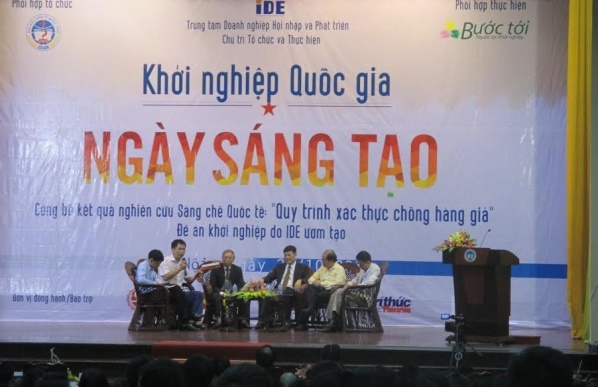 Phối hợp tổ chức
IDE
Trung tâm Doanh nghiệp Hội nhập và Phát triển
Chủ trì Tổ chức và Thực hiện
Phối hợp thực hiện
Bước tới
Khởi nghiệp Quốc gia
NGÀY SÁNG TẠO
Công bố kết quả nghiên cứu Sáng chế Quốc tế: "Quy trình xác thực chống hàng giả"
Đề án khởi nghiệp do IDE ươm tạo
Đơn vị đồng hành/Bảo trợ
trithức